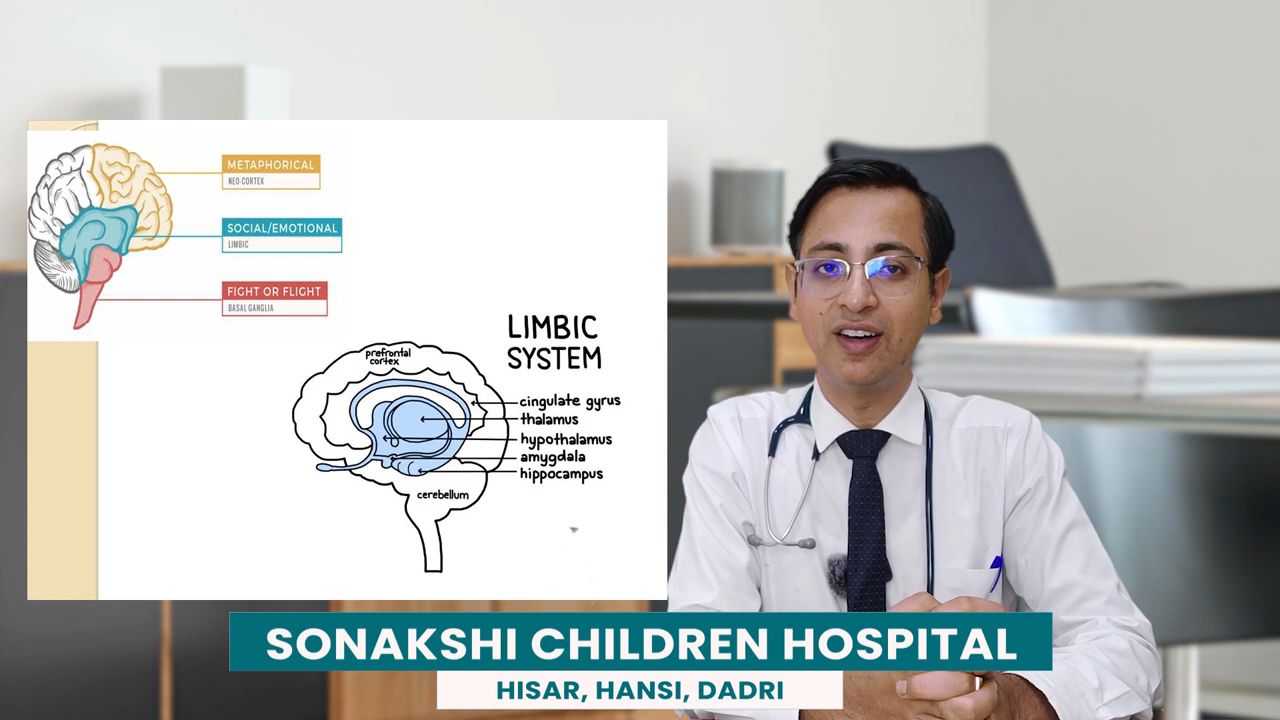 METAPHORICAL
NEO-CORTEX
SOCIAL/EMOTIONAL
LIMBIC
FIGHT OR FLIGHT
BASAL GANGLIA
LIMBIC
SYSTEM
prefrontal
cortex
cingulate gyrus
thalamus
hypothalamus
amygdala
hippocampus
cerebellum
SONAKSHI CHILDREN HOSPITAL
HISAR, HANSI, DADRI